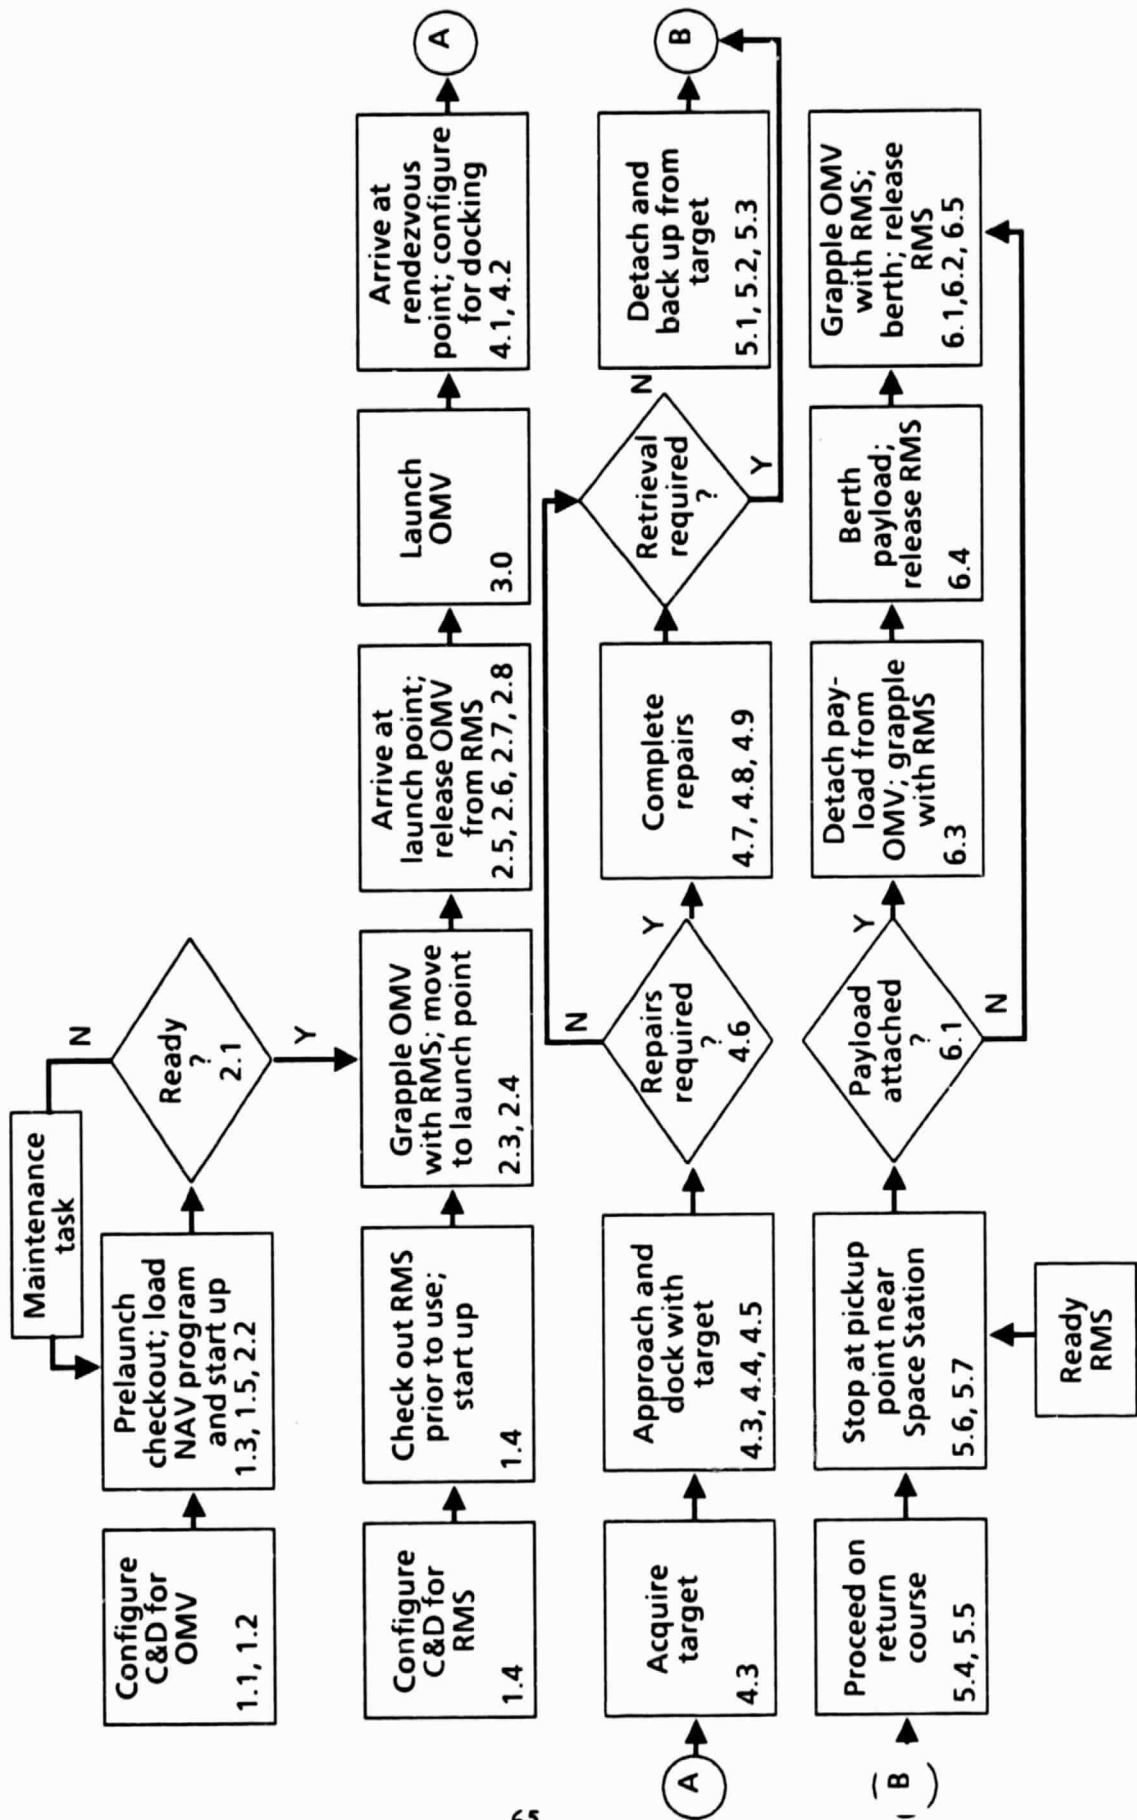 Maintenance
task
N
Configure
C&D for
OMV
1.1, 1.2
Prelaunch
checkout; load
NAV program
and start up
1.3, 1.5, 2.2
Ready
?
2.1
Y
Configure
C&D for
RMS
1.4
Check out RMS
prior to use;
start up
1.4
Grapple OMV
with RMS; move
to launch point
2.3, 2.4
Arrive at
launch point;
release OMV
from RMS
2.5, 2.6, 2.7, 2.8
Launch
OMV
3.0
Arrive at
rendezvous
point; configure
for docking
4.1, 4.2
A
A
Acquire
target
4.3
Approach and
dock with
target
4.3, 4.4, 4.5
N
Repairs
required
?
4.6
Y
Complete
repairs
4.7, 4.8, 4.9
Retrieval
required
?
N
Y
Detach and
back up from
target
5.1, 5.2, 5.3
B
B
Proceed on
return
course
5.4, 5.5
Stop at pickup
point near
Space Station
5.6, 5.7
Ready
RMS
Payload
attached
?
6.1
Y
N
Detach pay-
load from
OMV; grapple
with RMS
6.3
Berth
payload;
release RMS
6.4
Grapple OMV
with RMS;
berth; release
RMS
6.1,6.2, 6.5
65